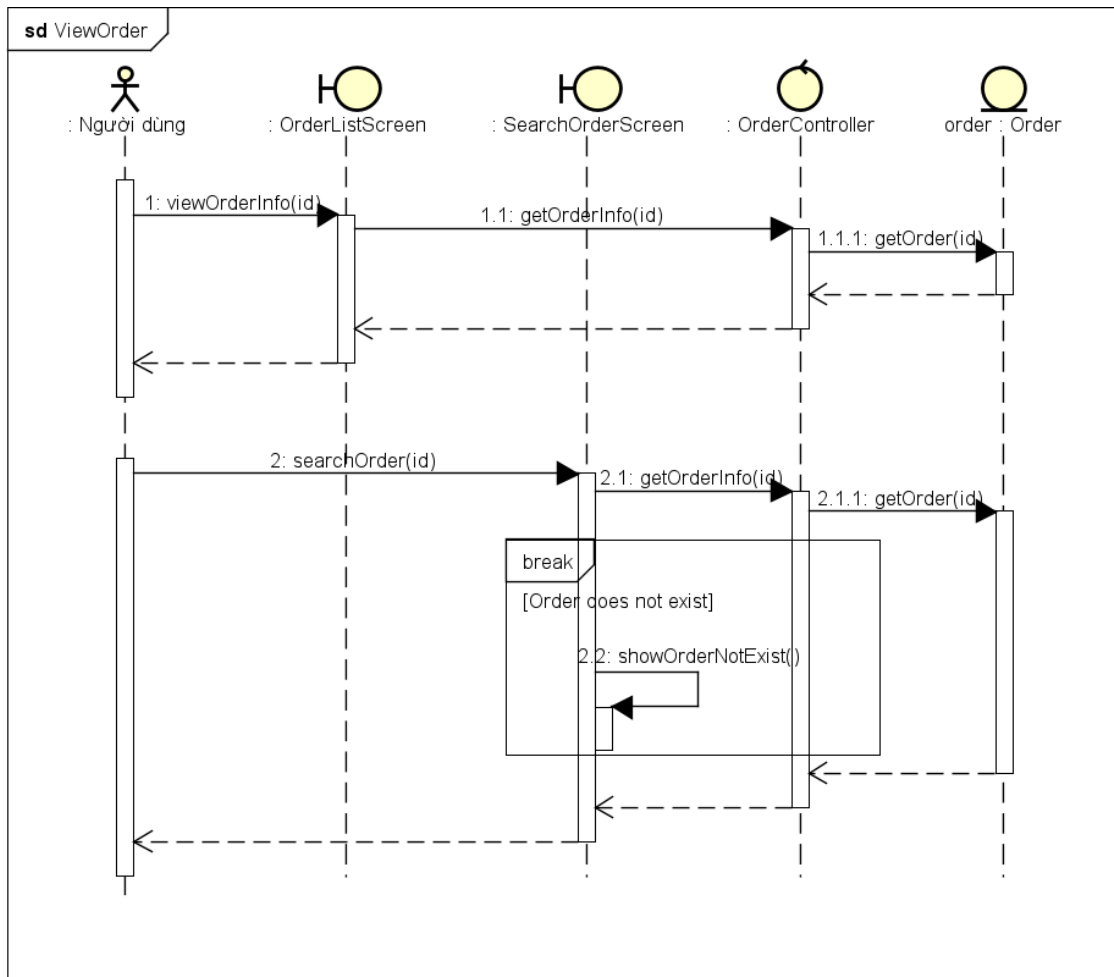 sd ViewOrder
: Người dùng
: OrderListScreen
: SearchOrderScreen
: OrderController
order : Order
1: viewOrderInfo(id)
1.1: getOrderInfo(id)
1.1.1: getOrder(id)
2: searchOrder(id)
2.1: getOrderInfo(id)
2.1.1: getOrder(id)
break
[Order does not exist]
2.2: showOrderNotExist()